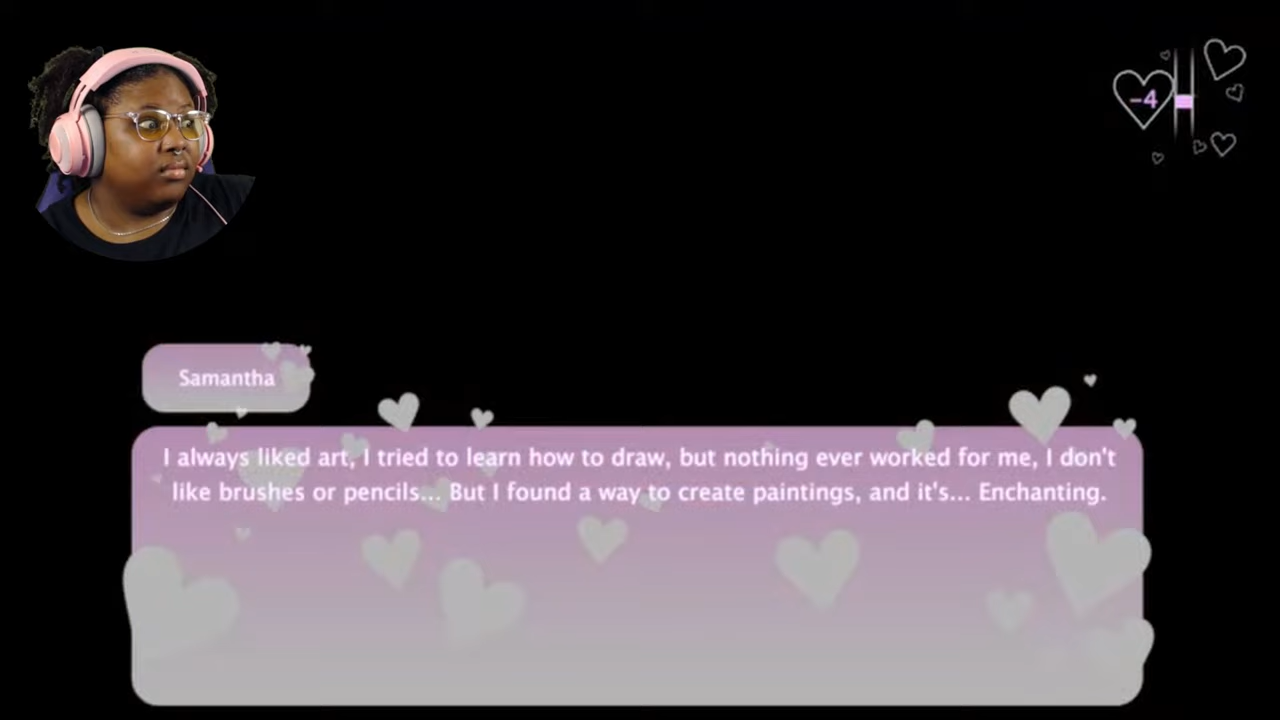 -4
Samantha
I always liked art, I tried to learn how to draw, but nothing ever worked for me, I don't
like brushes or pencils... But I found a way to create paintings, and it's... Enchanting.